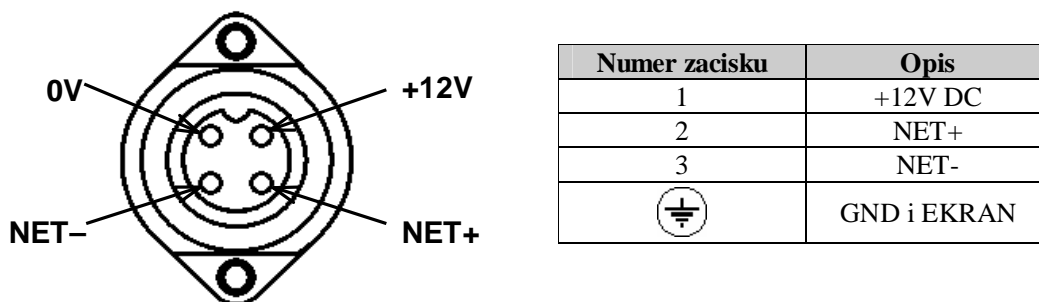 0V
+12V
NET–
NET+
Numer zacisku Opis
1 +12V DC
2 NET+
3 NET-
GND i EKRAN